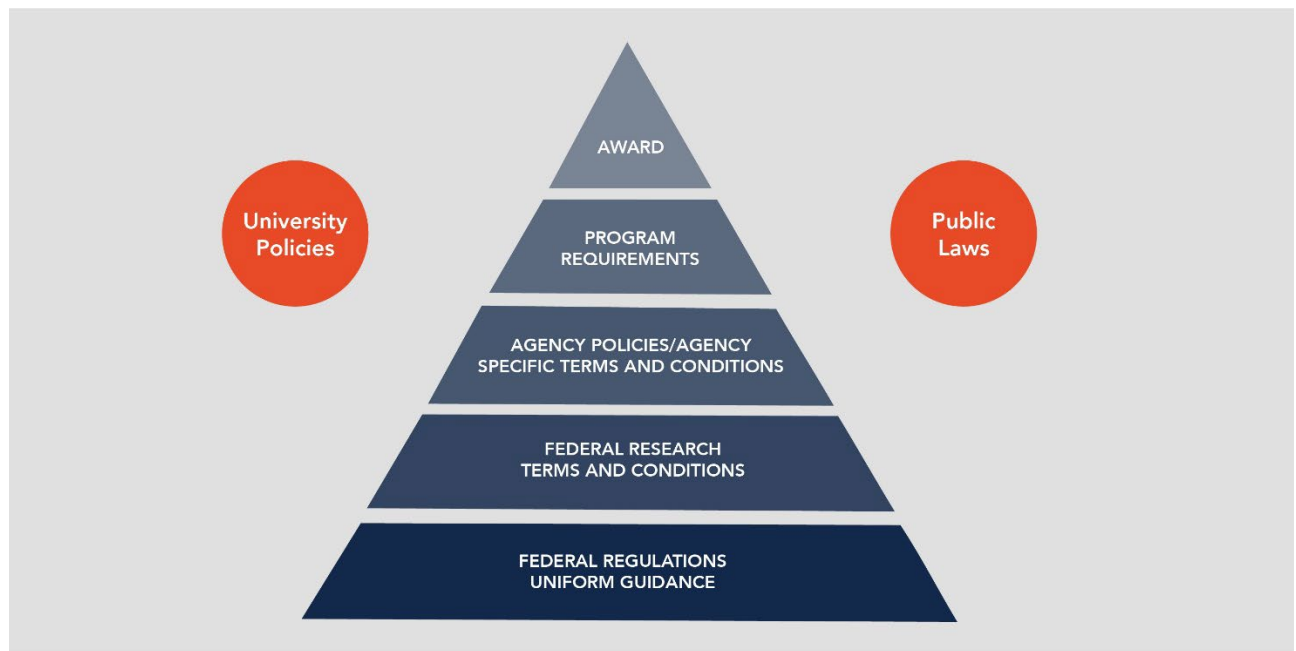 AWARD
University
Policies
Public
Laws
PROGRAM
REQUIREMENTS
AGENCY POLICIES/AGENCY
SPECIFIC TERMS AND CONDITIONS
FEDERAL RESEARCH
TERMS AND CONDITIONS
FEDERAL REGULATIONS
UNIFORM GUIDANCE